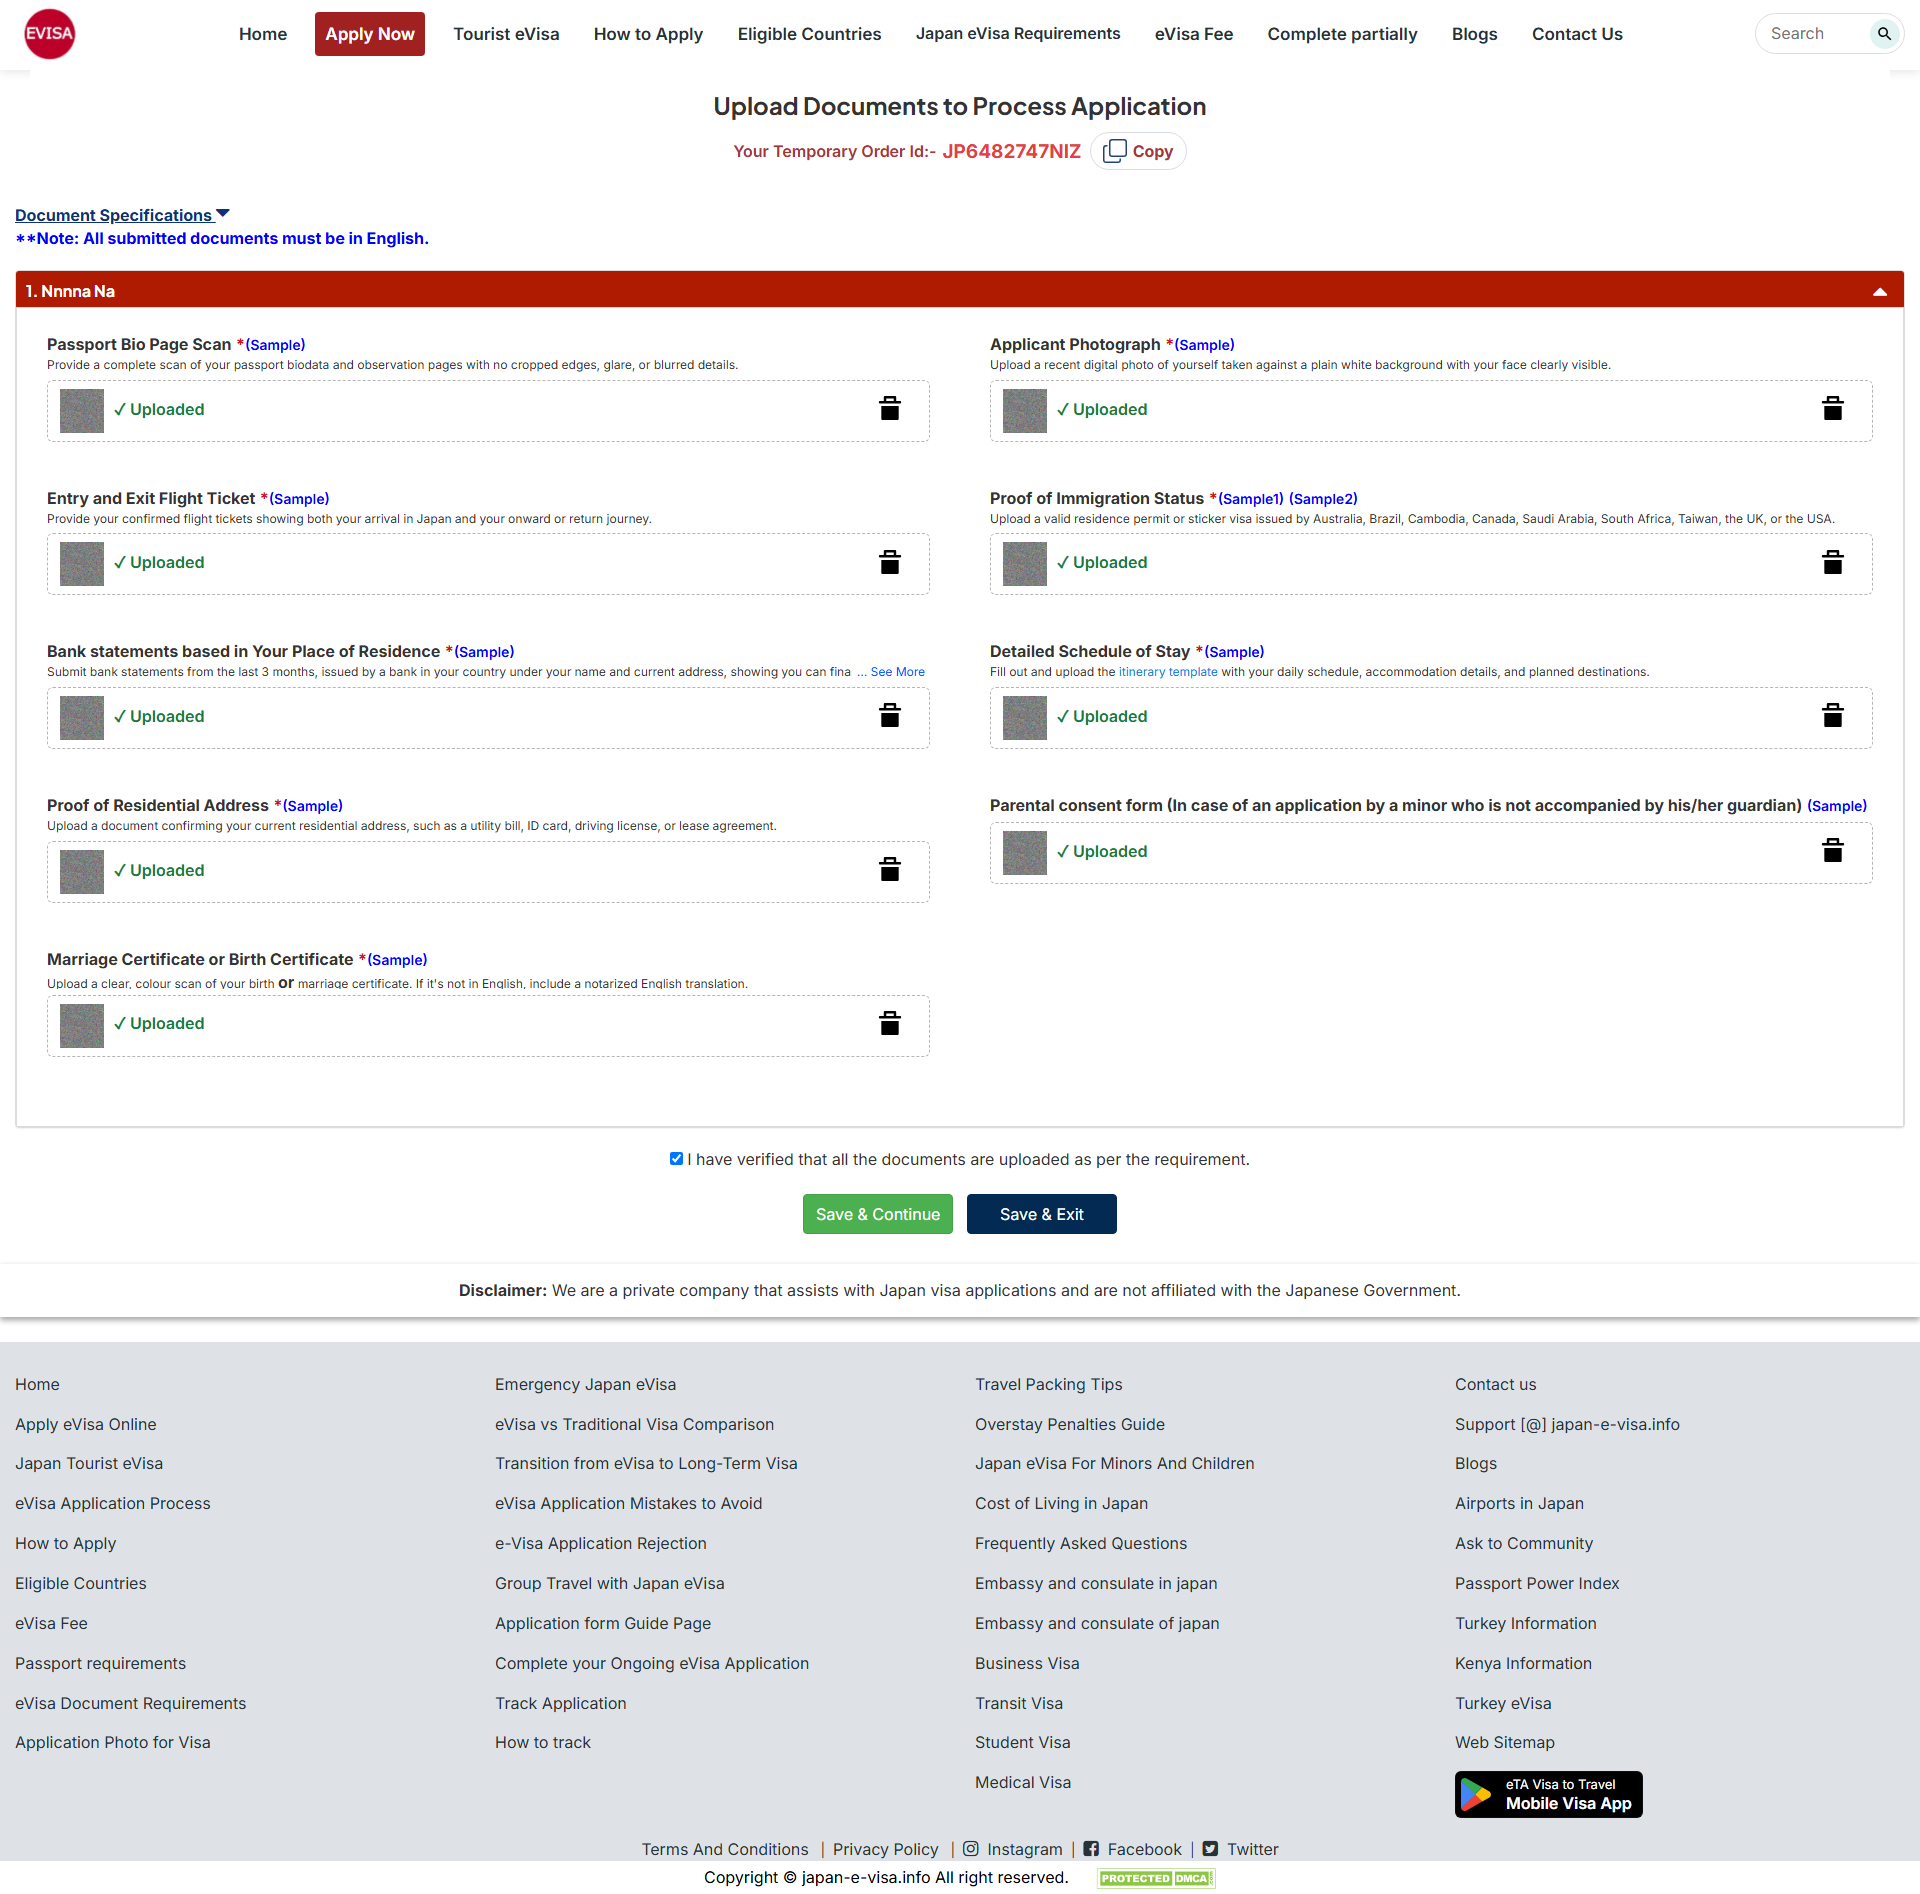 EVISA
Home
Apply Now
Tourist eVisa
How to Apply
Eligible Countries
Japan eVisa Requirements
eVisa Fee
Complete partially
Blogs
Contact Us
Search
Upload Documents to Process Application
Your Temporary Order Id:- JP6482747NIZ Copy
Document Specifications
**Note: All submitted documents must be in English.
1. Nnnna Na
Passport Bio Page Scan *(Sample)
Provide a complete scan of your passport biodata and observation pages with no cropped edges, glare, or blurred details.
✓ Uploaded
Applicant Photograph *(Sample)
Upload a recent digital photo of yourself taken against a plain white background with your face clearly visible.
✓ Uploaded
Entry and Exit Flight Ticket *(Sample)
Provide your confirmed flight tickets showing both your arrival in Japan and your onward or return journey.
✓ Uploaded
Proof of Immigration Status *(Sample1) (Sample2)
Upload a valid residence permit or sticker visa issued by Australia, Brazil, Cambodia, Canada, Saudi Arabia, South Africa, Taiwan, the UK, or the USA.
✓ Uploaded
Bank statements based in Your Place of Residence *(Sample)
Submit bank statements from the last 3 months, issued by a bank in your country under your name and current address, showing you can fina ... See More
✓ Uploaded
Detailed Schedule of Stay *(Sample)
Fill out and upload the itinerary template with your daily schedule, accommodation details, and planned destinations.
✓ Uploaded
Proof of Residential Address *(Sample)
Upload a document confirming your current residential address, such as a utility bill, ID card, driving license, or lease agreement.
✓ Uploaded
Parental consent form (In case of an application by a minor who is not accompanied by his/her guardian) (Sample)
✓ Uploaded
Marriage Certificate or Birth Certificate *(Sample)
Upload a clear, colour scan of your birth or marriage certificate. If it's not in English, include a notarized English translation.
✓ Uploaded
I have verified that all the documents are uploaded as per the requirement.
Save & Continue
Save & Exit
Disclaimer: We are a private company that assists with Japan visa applications and are not affiliated with the Japanese Government.
Home
Apply eVisa Online
Japan Tourist eVisa
eVisa Application Process
How to Apply
Eligible Countries
eVisa Fee
Passport requirements
eVisa Document Requirements
Application Photo for Visa
Emergency Japan eVisa
eVisa vs Traditional Visa Comparison
Transition from eVisa to Long-Term Visa
eVisa Application Mistakes to Avoid
e-Visa Application Rejection
Group Travel with Japan eVisa
Application form Guide Page
Complete your Ongoing eVisa Application
Track Application
How to track
Travel Packing Tips
Overstay Penalties Guide
Japan eVisa For Minors And Children
Cost of Living in Japan
Frequently Asked Questions
Embassy and consulate in japan
Embassy and consulate of japan
Business Visa
Transit Visa
Student Visa
Medical Visa
Contact us
Support [@] japan-e-visa.info
Blogs
Airports in Japan
Ask to Community
Passport Power Index
Turkey Information
Kenya Information
Turkey eVisa
Web Sitemap
eTA Visa to Travel
Mobile Visa App
Terms And Conditions | Privacy Policy | Instagram | Facebook | Twitter
Copyright © japan-e-visa.info All right reserved. PROTECTED DMCA